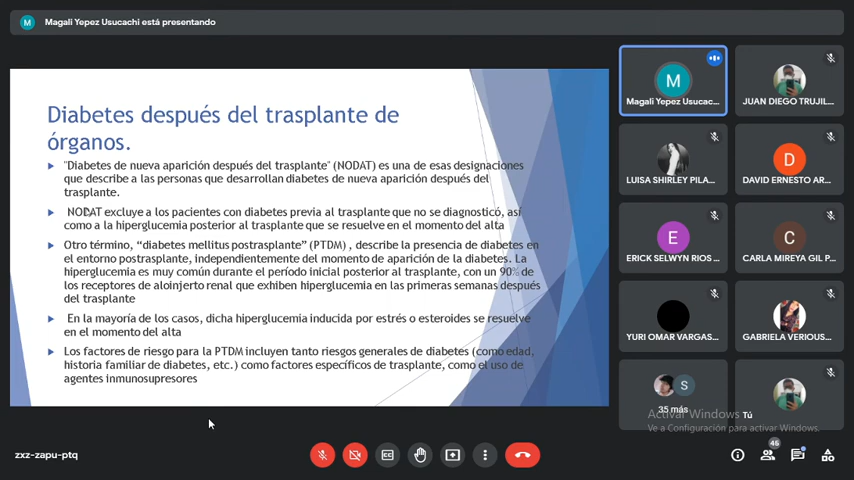 Magali Yepez Usucachi está presentando
Diabetes después del trasplante de
órganos.
"Diabetes de nueva aparición después del trasplante" (NODAT) es una de esas designaciones
que describe a las personas que desarrollan diabetes de nueva aparición después del
trasplante.
NODAT excluye a los pacientes con diabetes previa al trasplante que no se diagnosticó, así
como a la hiperglucemia posterior al trasplante que se resuelve en el momento del alta
Otro término, “diabetes mellitus postrasplante” (PTDM) , describe la presencia de diabetes en
el entorno postrasplante, independientemente del momento de aparición de la diabetes. La
hiperglucemia es muy común durante el período inicial posterior al trasplante, con un 90% de
los receptores de aloinjerto renal que exhiben hiperglucemia en las primeras semanas después
del trasplante
En la mayoría de los casos, dicha hiperglucemia inducida por estrés o esteroides se resuelve
en el momento del alta
Los factores de riesgo para la PTDM incluyen tanto riesgos generales de diabetes (como edad,
historia familiar de diabetes, etc.) como factores específicos de trasplante, como el uso de
agentes inmunosupresores
M
M
Magali Yepez Usucac...
JUAN DIEGO TRUJIL...
LUISA SHIRLEY PILA...
D
DAVID ERNESTO AR...
E
ERICK SELWYN RIOS ...
C
CARLA MIREYA GIL P...
YURI OMAR VARGAS...
GABRIELA VERIOUS...
S
35 más
Tú
Activar Windows
Ve a Configuración para activar Windows.
zxz-zapu-ptq
CC
45